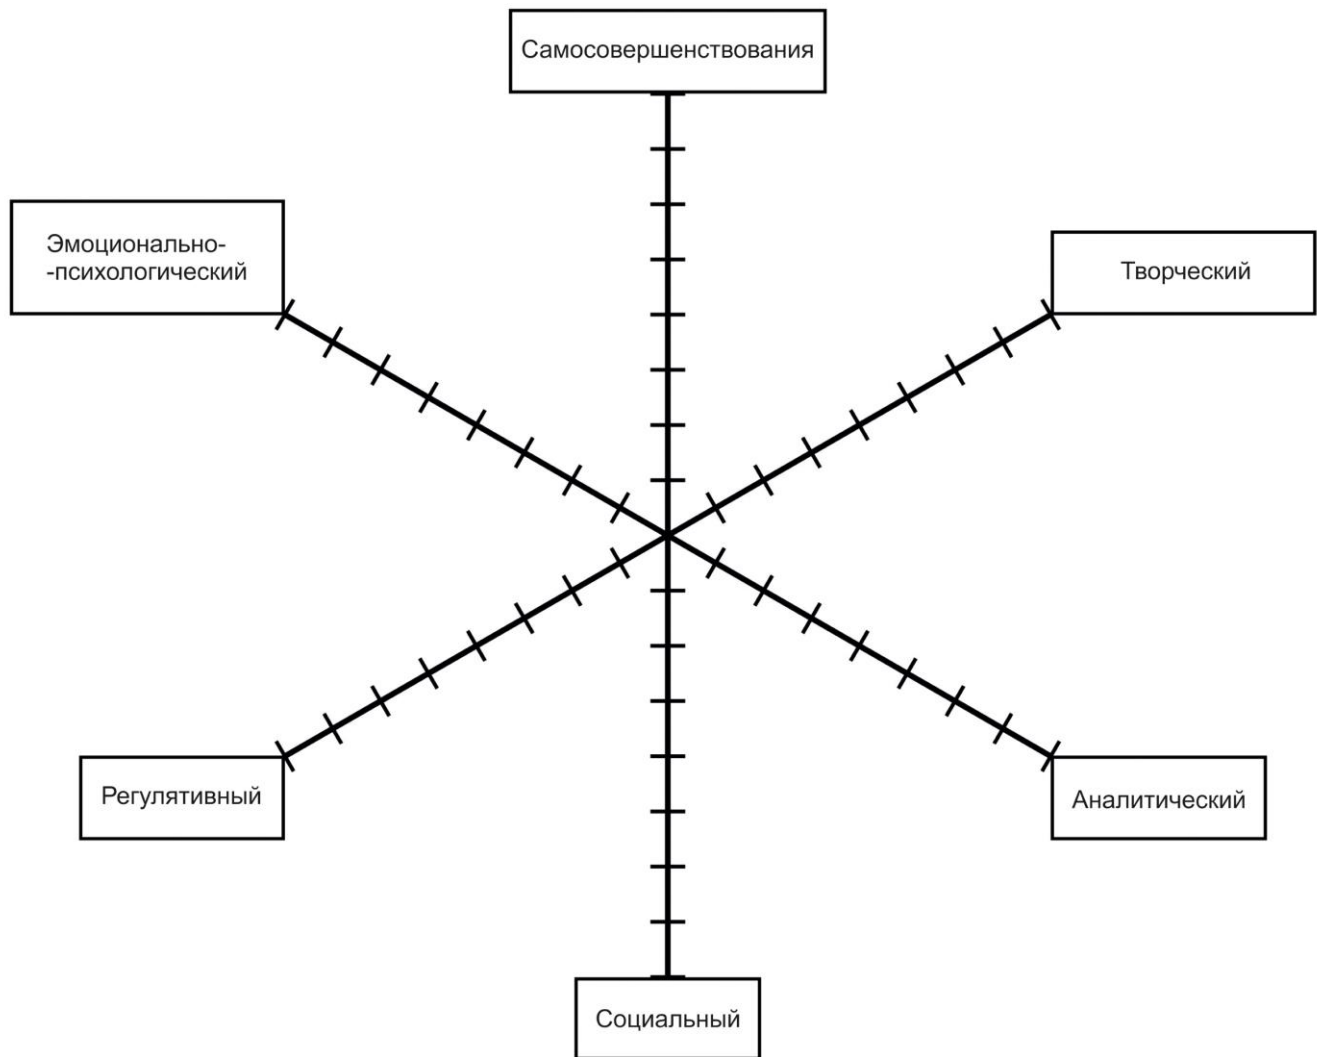 Самосовершенствования
Эмоционально-
-психологический
Творческий
Регулятивный
Аналитический
Социальный